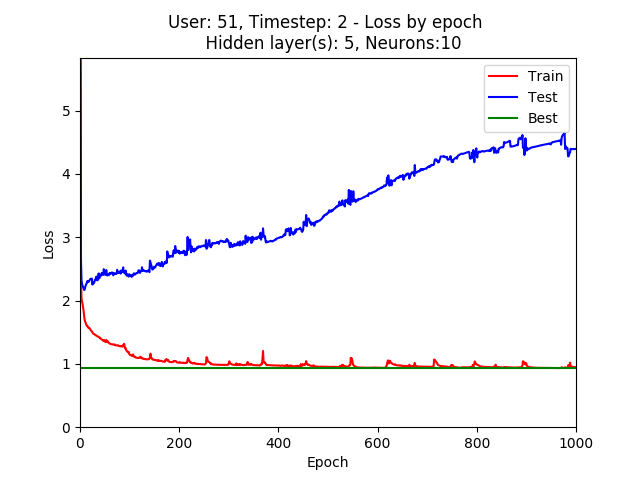 User: 51, Timestep: 2 - Loss by epoch
Hidden layer(s): 5, Neurons:10
Train
Test
Best
5
4
3
2
1
0
Loss
0 200 400 600 800 1000
Epoch